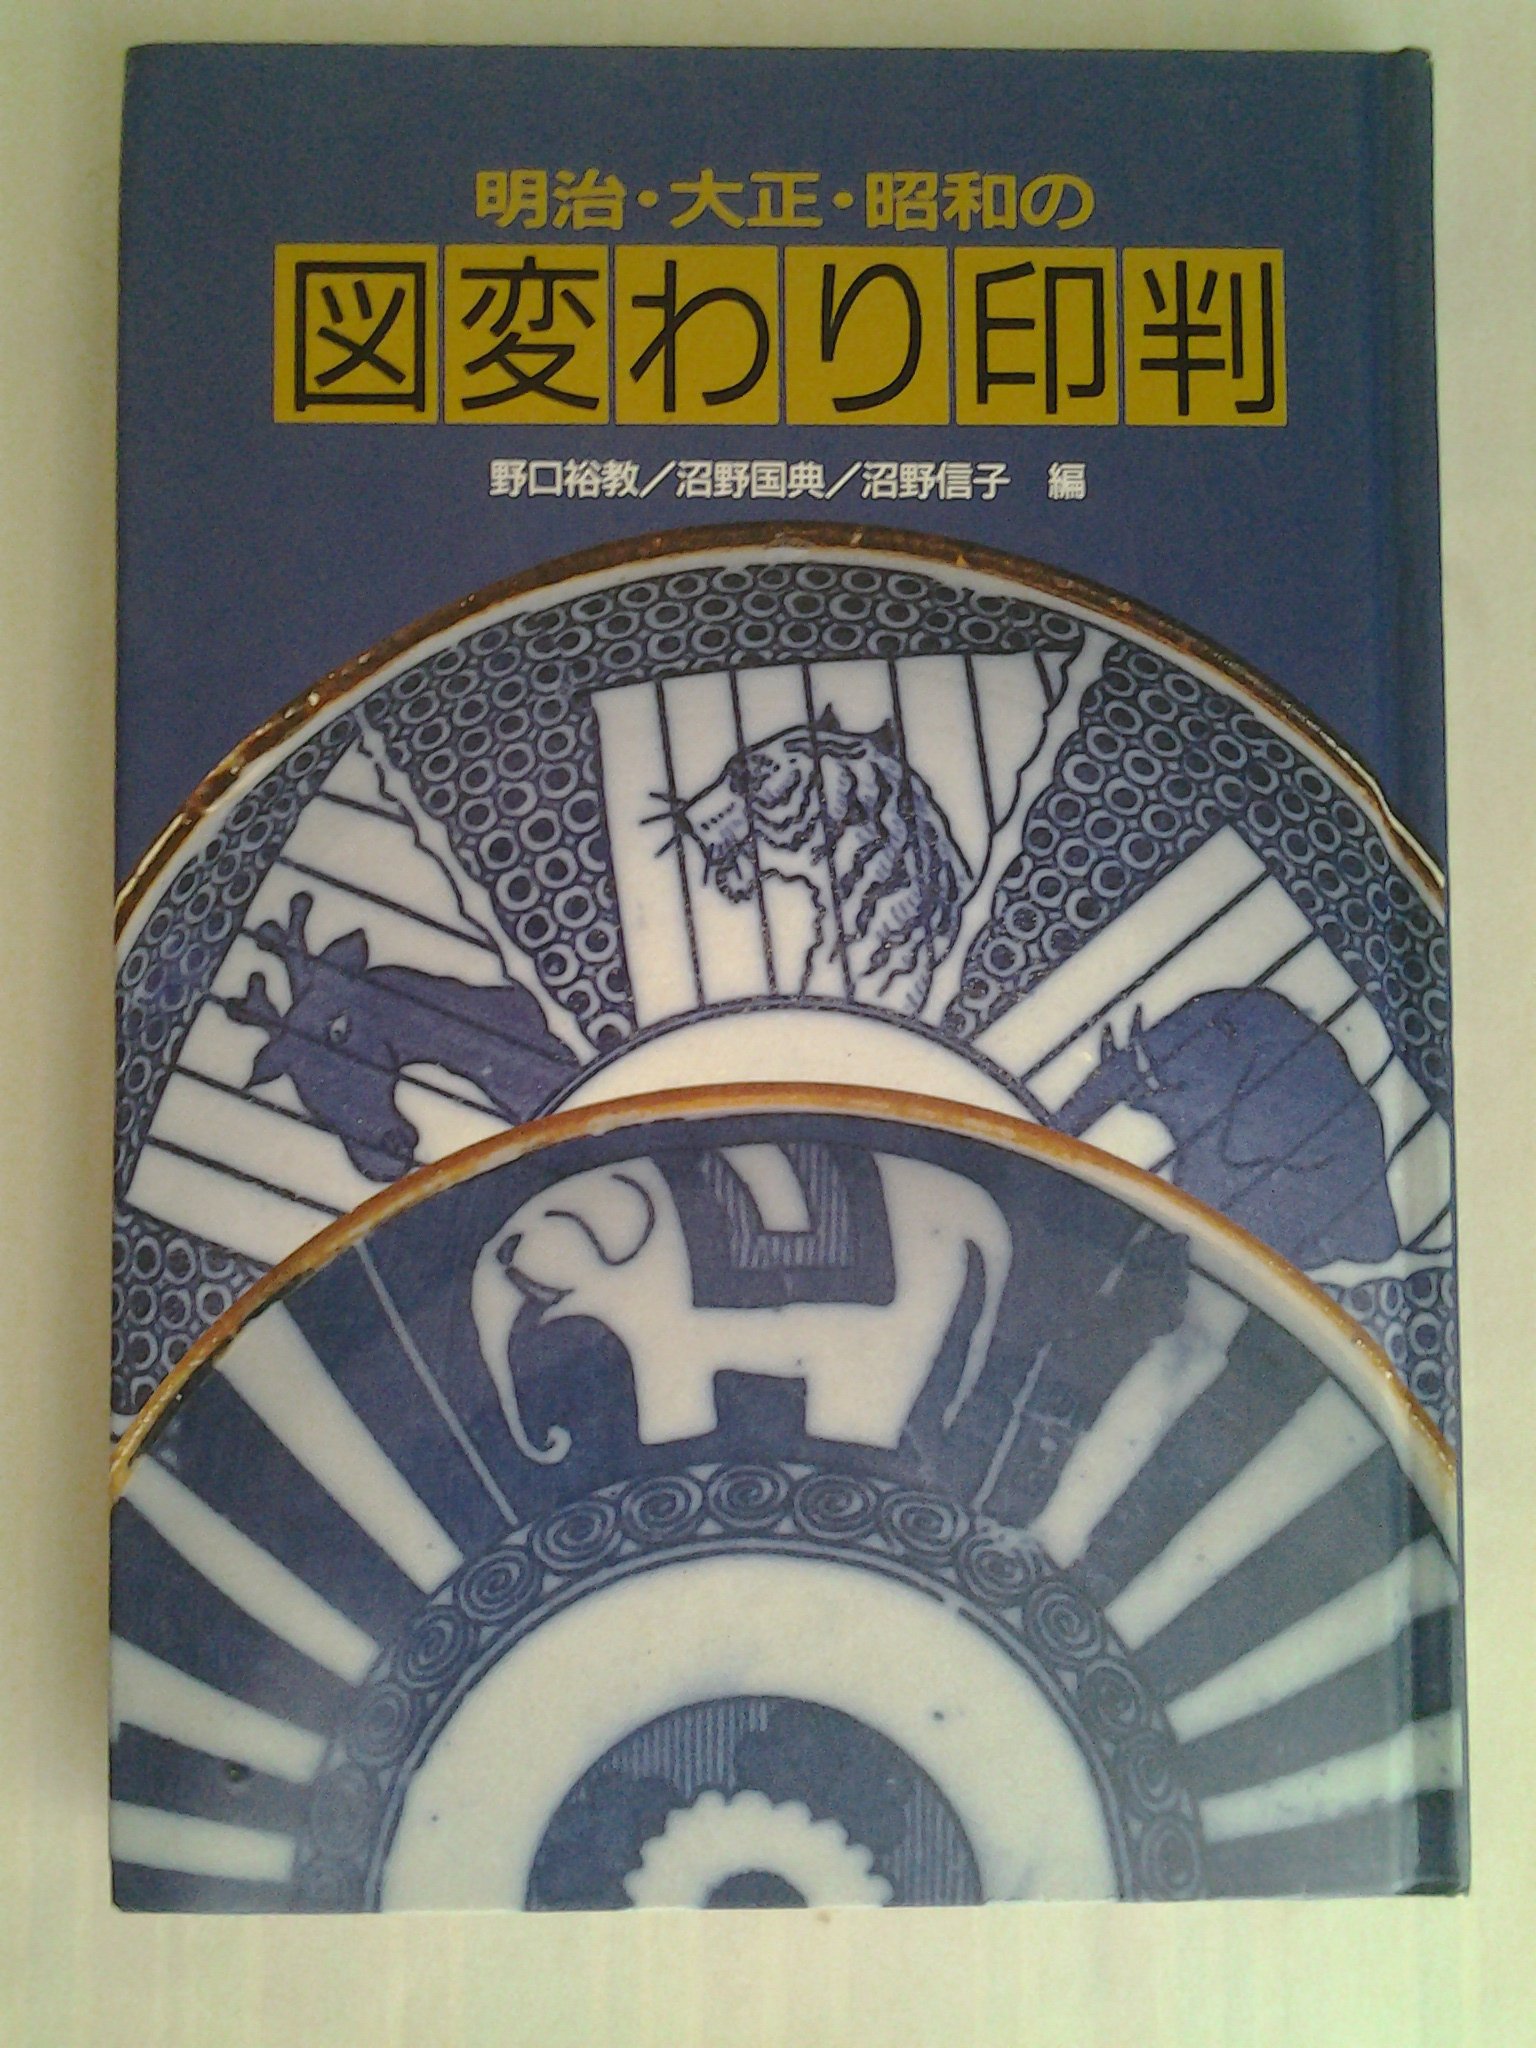 明治・大正・昭和の
図変わり印判
野口裕教／沼野国典／沼野信子　編